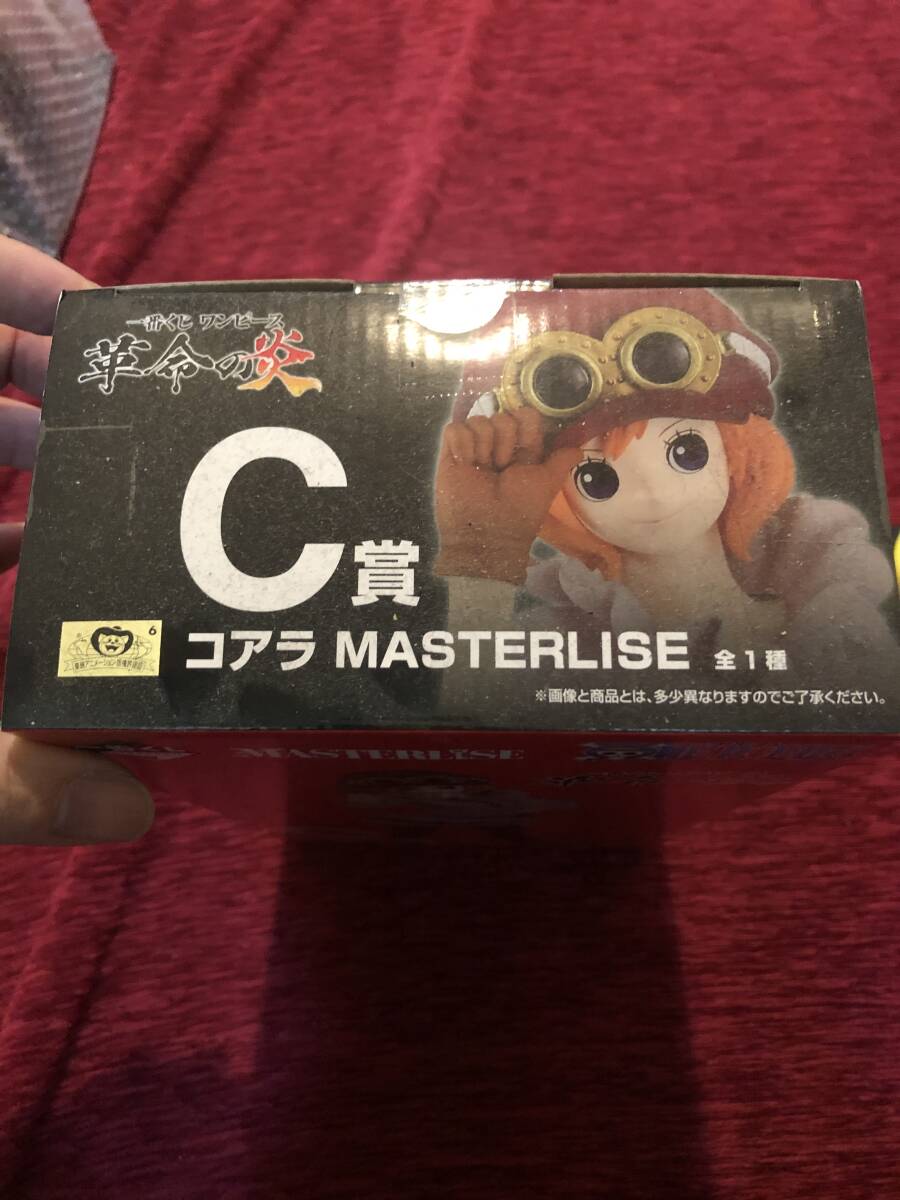 一番くじ ワンピース
革命の炎
C賞
コアラ MASTERLISE 全1種
※画像と商品とは、多少異なりますのでご了承ください。
6
MASTERLISE